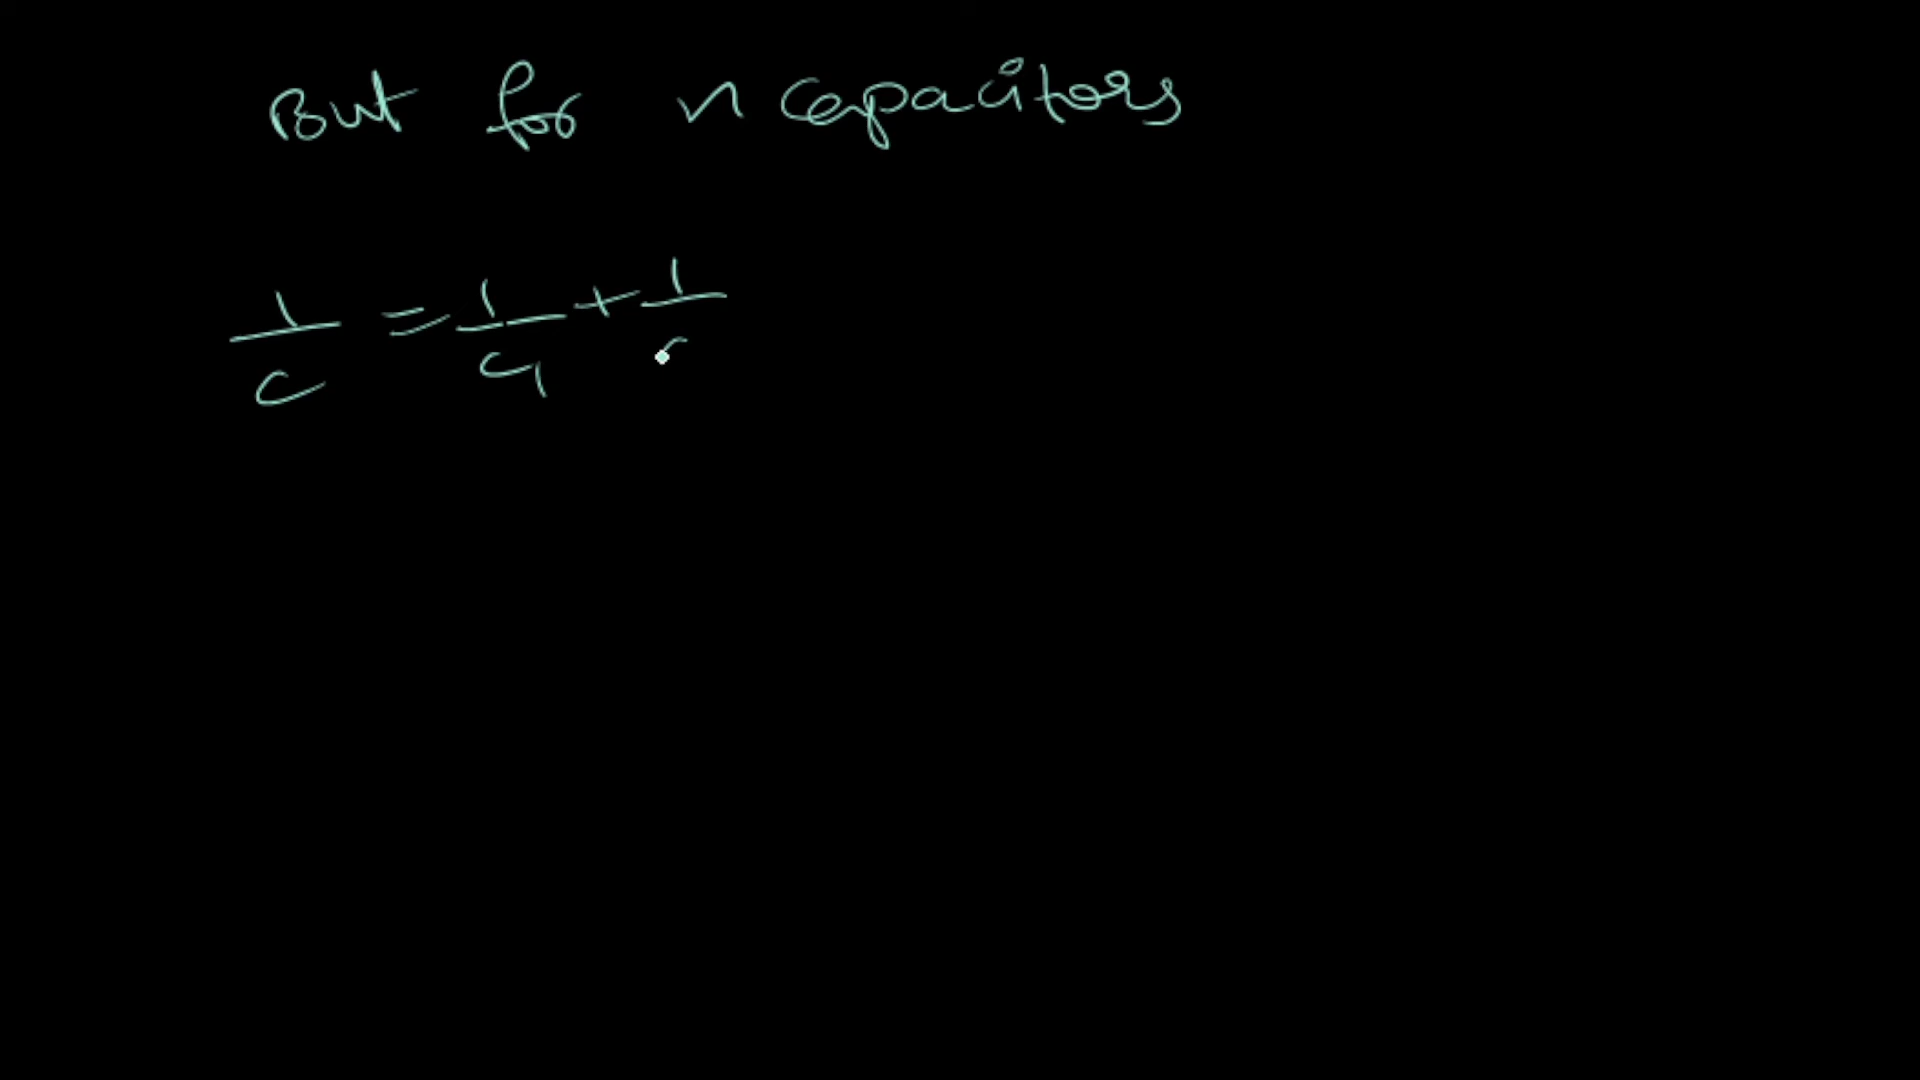 But for n capacitors
1/C = 1/C1 + 1/